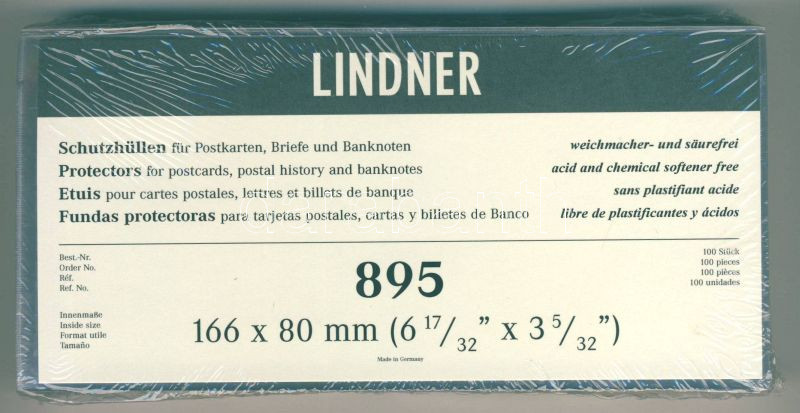 LINDNER
Schutzhüllen für Postkarten, Briefe und Banknoten
weichmacher- und säurefrei
Protectors for postcards, postal history and banknotes
acid and chemical softener free
Etuis pour cartes postales, lettres et billets de banque
sans plastifiant acide
Fundas protectoras para tarjetas postales, cartas y billetes de Banco
libre de plastificantes y ácidos
Best.-Nr.
Order No.
Réf.
Ref. No.
895
100 Stück
100 pieces
100 pièces
100 unidades
Innenmaße
Inside size
Format utile
Tamaño
166 x 80 mm (6 17/32” x 3 5/32”)
Made in Germany